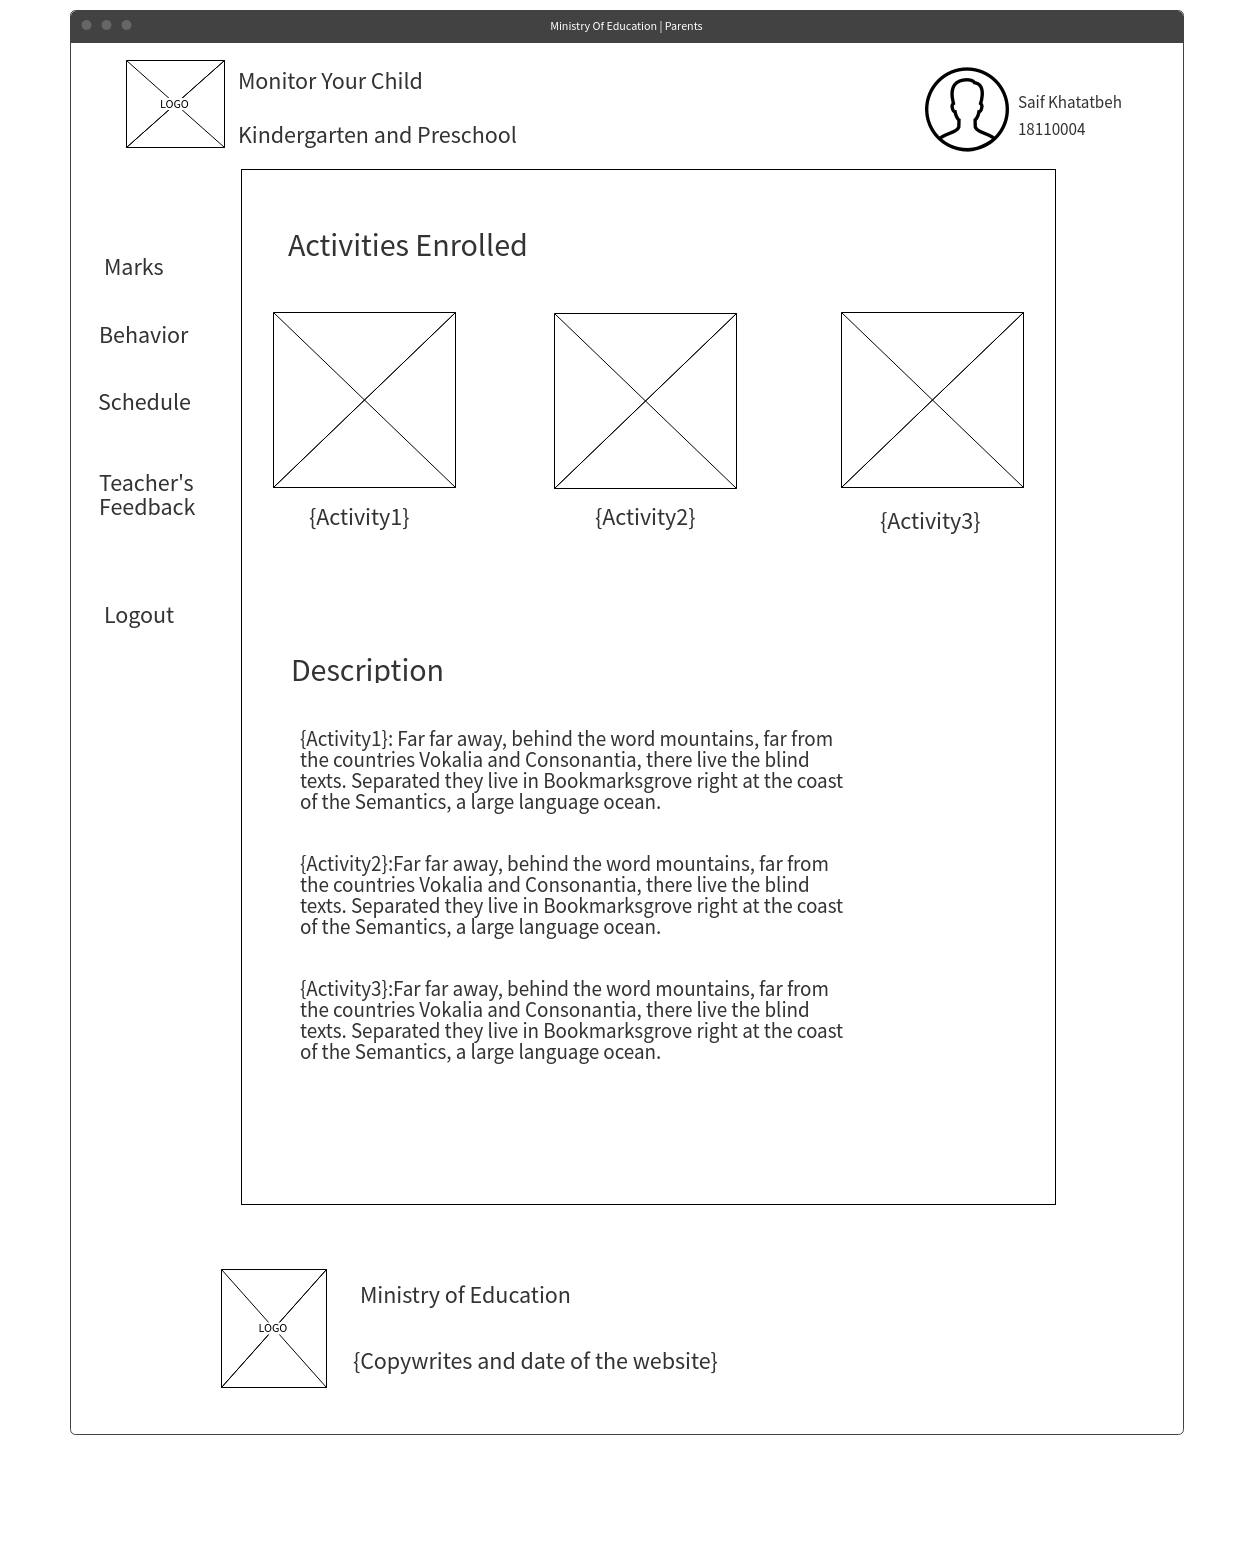 Ministry Of Education | Parents
LOGO
Monitor Your Child
Kindergarten and Preschool
Saif Khatatbeh
18110004
Marks
Behavior
Schedule
Teacher's
Feedback
Logout
Activities Enrolled
{Activity1}
{Activity2}
{Activity3}
Description
{Activity1}: Far far away, behind the word mountains, far from
the countries Vokalia and Consonantia, there live the blind
texts. Separated they live in Bookmarksgrove right at the coast
of the Semantics, a large language ocean.
{Activity2}:Far far away, behind the word mountains, far from
the countries Vokalia and Consonantia, there live the blind
texts. Separated they live in Bookmarksgrove right at the coast
of the Semantics, a large language ocean.
{Activity3}:Far far away, behind the word mountains, far from
the countries Vokalia and Consonantia, there live the blind
texts. Separated they live in Bookmarksgrove right at the coast
of the Semantics, a large language ocean.
LOGO
Ministry of Education
{Copywrites and date of the website}